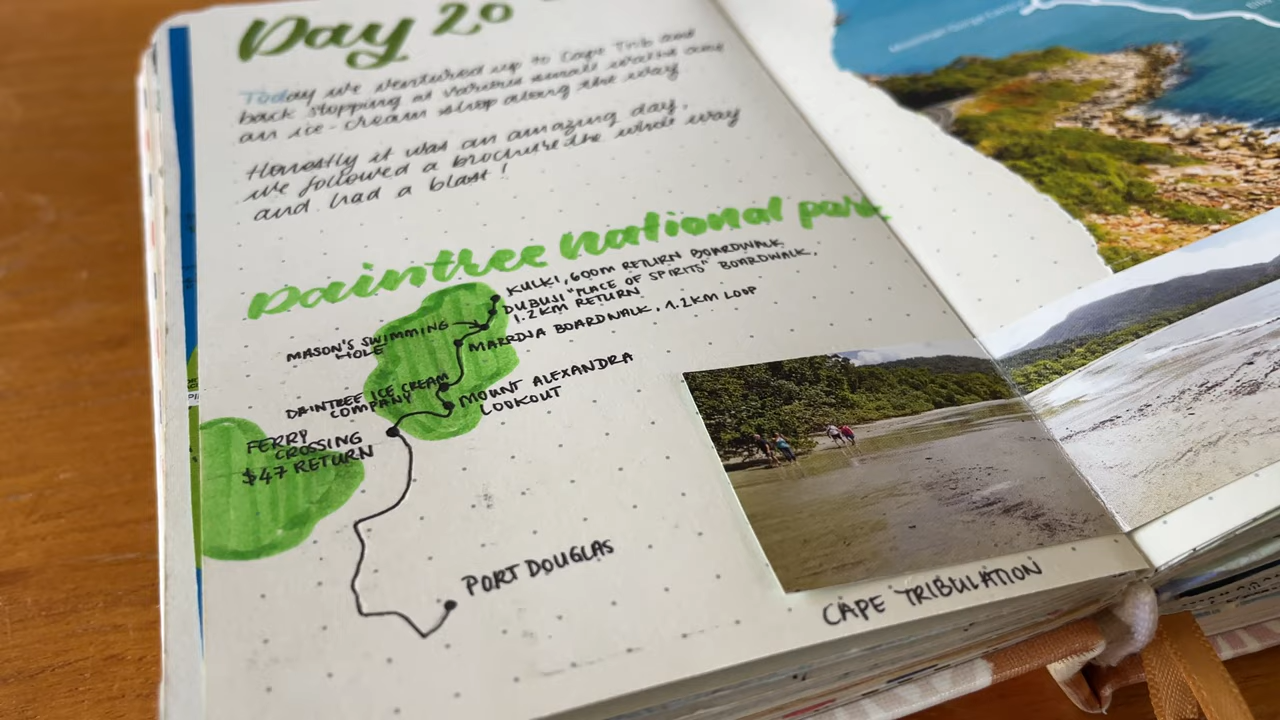 Day 20
Today we ventured up to Cape Trib and
back stopping at various small walks and
an ice-cream shop along the way
Honestly it was an amazing day,
we followed a brochure the whole way
and had a blast!
Daintree national park
KULKI, 600m RETURN BOARDWALK
DUBUJI "PLACE OF SPIRITS" BOARDWALK,
1.2KM RETURN
MASON'S SWIMMING
HOLE
MARRDJA BOARDWALK, 1.2KM LOOP
DAINTREE ICE CREAM
COMPANY
MOUNT ALEXANDRA
LOOKOUT
FERRY
CROSSING
$47 RETURN
PORT DOUGLAS
CAPE TRIBULATION